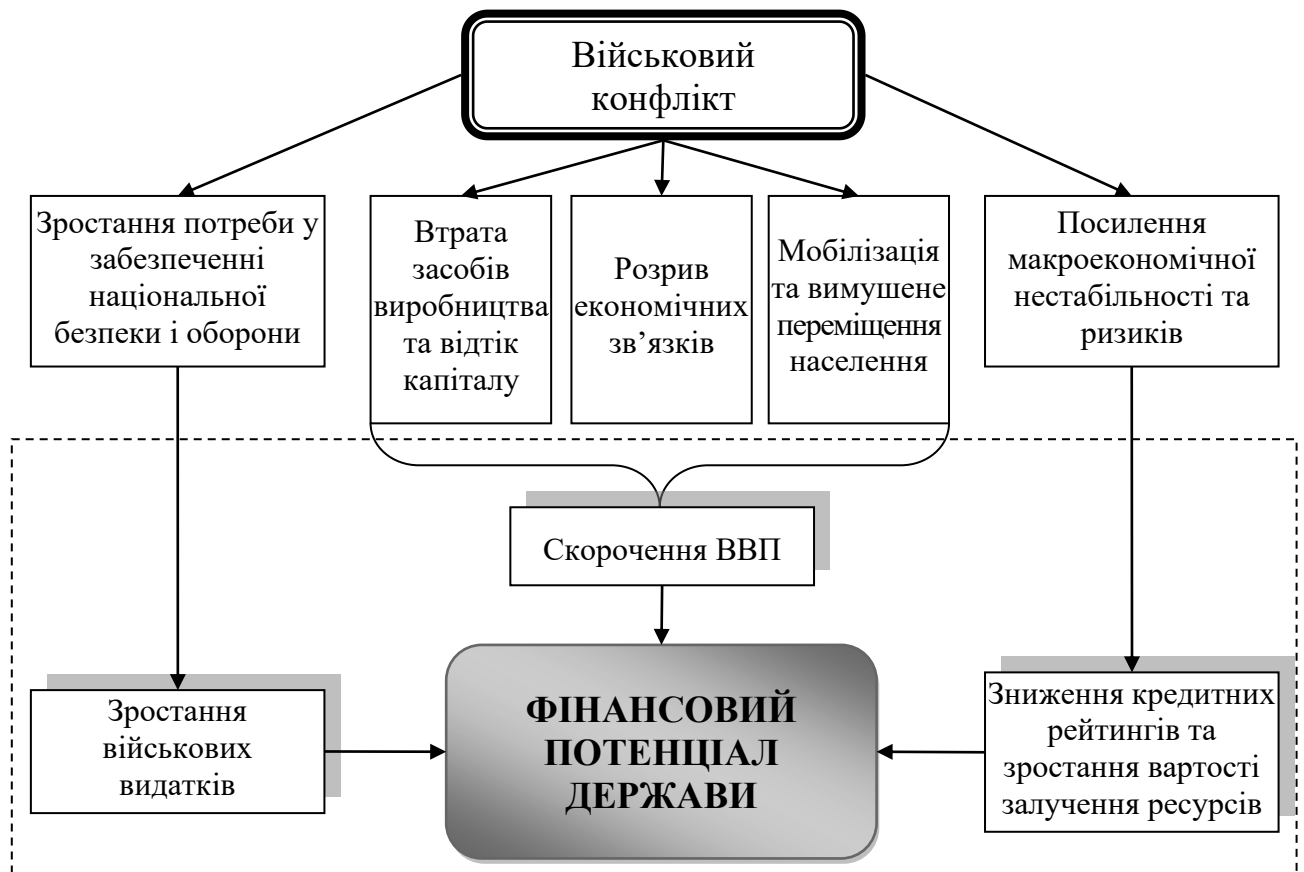 Військовий
конфлікт
Зростання потреби у
забезпеченні
національної
безпеки і оборони
Втрата
засобів
виробництва
та відтік
капіталу
Розрив
економічних
зв’язків
Мобілізація
та вимушене
переміщення
населення
Посилення
макроекономічної
нестабільності та
ризиків
Скорочення ВВП
Зростання
військових
видатків
ФІНАНСОВИЙ
ПОТЕНЦІАЛ
ДЕРЖАВИ
Зниження кредитних
рейтингів та
зростання вартості
залучення ресурсів